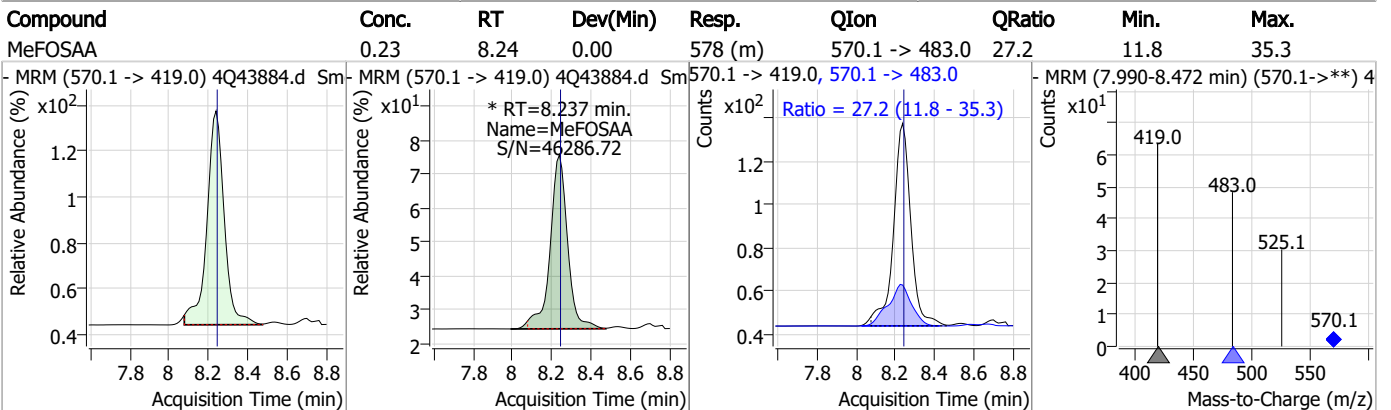 Compound Conc. RT Dev(Min) Resp. QIon QRatio Min. Max.
MeFOSAA 0.23 8.24 0.00 578 (m) 570.1 -> 483.0 27.2 11.8 35.3
- MRM (570.1 -> 419.0) 4Q43884.d Sm
Relative Abundance (%)
x10²
1.2
1
0.8
0.6
0.4
7.8 8 8.2 8.4 8.6 8.8
Acquisition Time (min)
- MRM (570.1 -> 419.0) 4Q43884.d Sm
Relative Abundance (%)
x10¹
* RT=8.237 min.
Name=MeFOSAA
S/N=46286.72
8
7
6
5
4
3
2
7.8 8 8.2 8.4 8.6 8.8
Acquisition Time (min)
570.1 -> 419.0, 570.1 -> 483.0
Counts
x10²
Ratio = 27.2 (11.8 - 35.3)
1.2
1
0.8
0.6
0.4
7.8 8 8.2 8.4 8.6 8.8
Acquisition Time (min)
- MRM (7.990-8.472 min) (570.1->**) 4
Counts
x10¹
419.0
483.0
525.1
570.1
6
5
4
3
2
1
0
400 450 500 550
Mass-to-Charge (m/z)